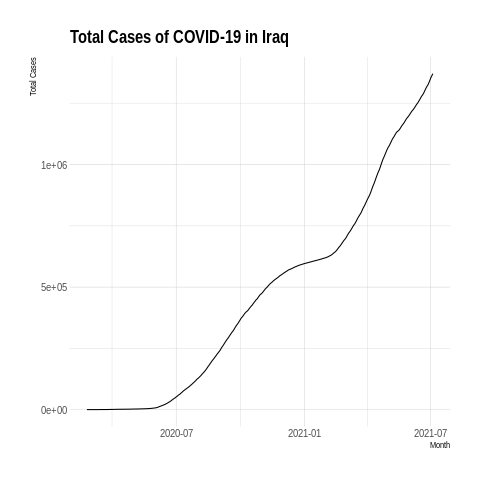 Total Cases of COVID-19 in Iraq
Total Cases
1e+06
5e+05
0e+00
2020-07 2021-01 2021-07
Month